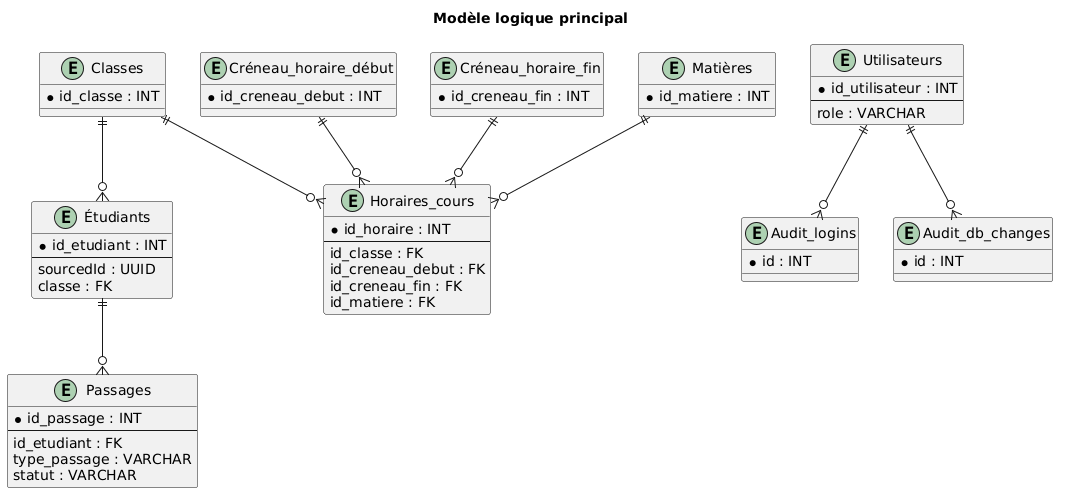 Modèle logique principal
E Classes
id_classe : INT
E Créneau_horaire_début
id_creneau_debut : INT
E Créneau_horaire_fin
id_creneau_fin : INT
E Matières
id_matiere : INT
E Utilisateurs
id_utilisateur : INT
role : VARCHAR
E Étudiants
id_etudiant : INT
sourcedId : UUID
classe : FK
E Horaires_cours
id_horaire : INT
id_classe : FK
id_creneau_debut : FK
id_creneau_fin : FK
id_matiere : FK
E Audit_logins
id : INT
E Audit_db_changes
id : INT
E Passages
id_passage : INT
id_etudiant : FK
type_passage : VARCHAR
statut : VARCHAR